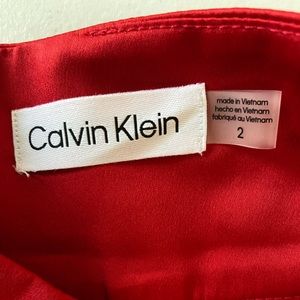 Calvin Klein
made in Vietnam
hecho en Vietnam
fabriqué au Vietnam
2